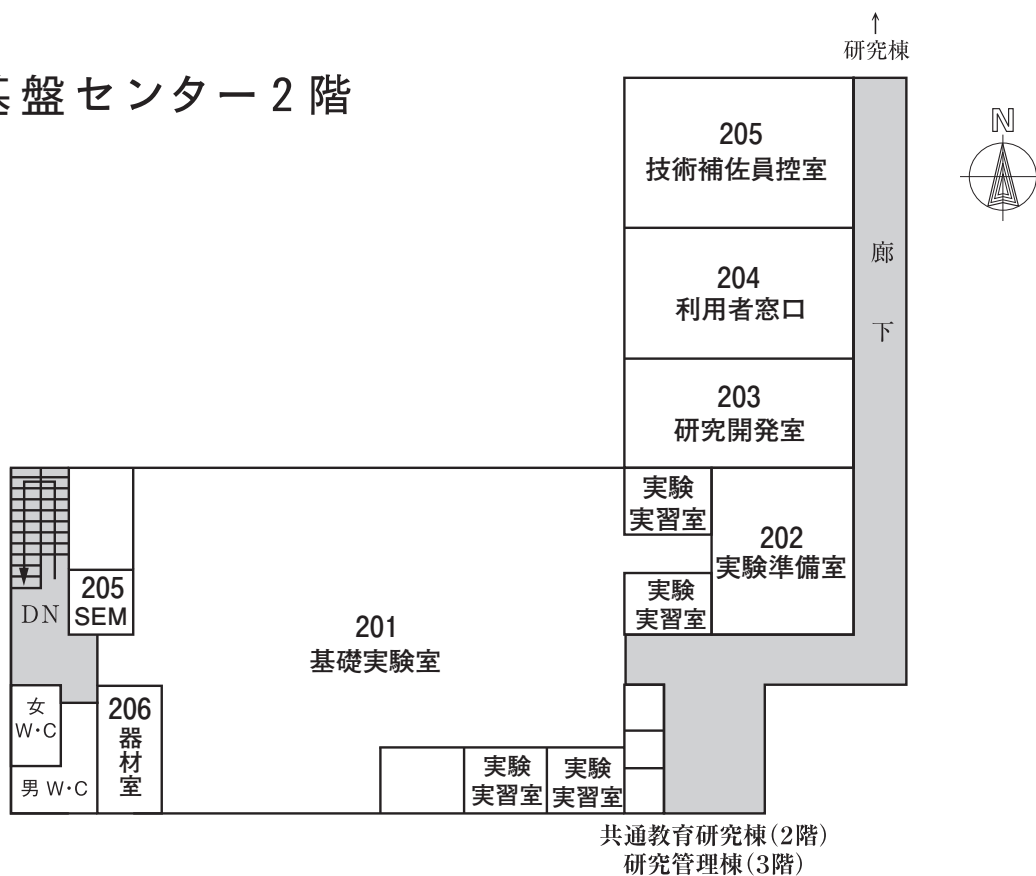 ↑
研究棟
基盤センター2階
N
205
技術補佐員控室
廊
下
204
利用者窓口
203
研究開発室
実験
実習室
202
実験準備室
205
SEM
DN
実験
実習室
201
基礎実験室
女
W・C
206
器
材
室
男 W・C
実験
実習室
実験
実習室
共通教育研究棟(2階)
研究管理棟(3階)